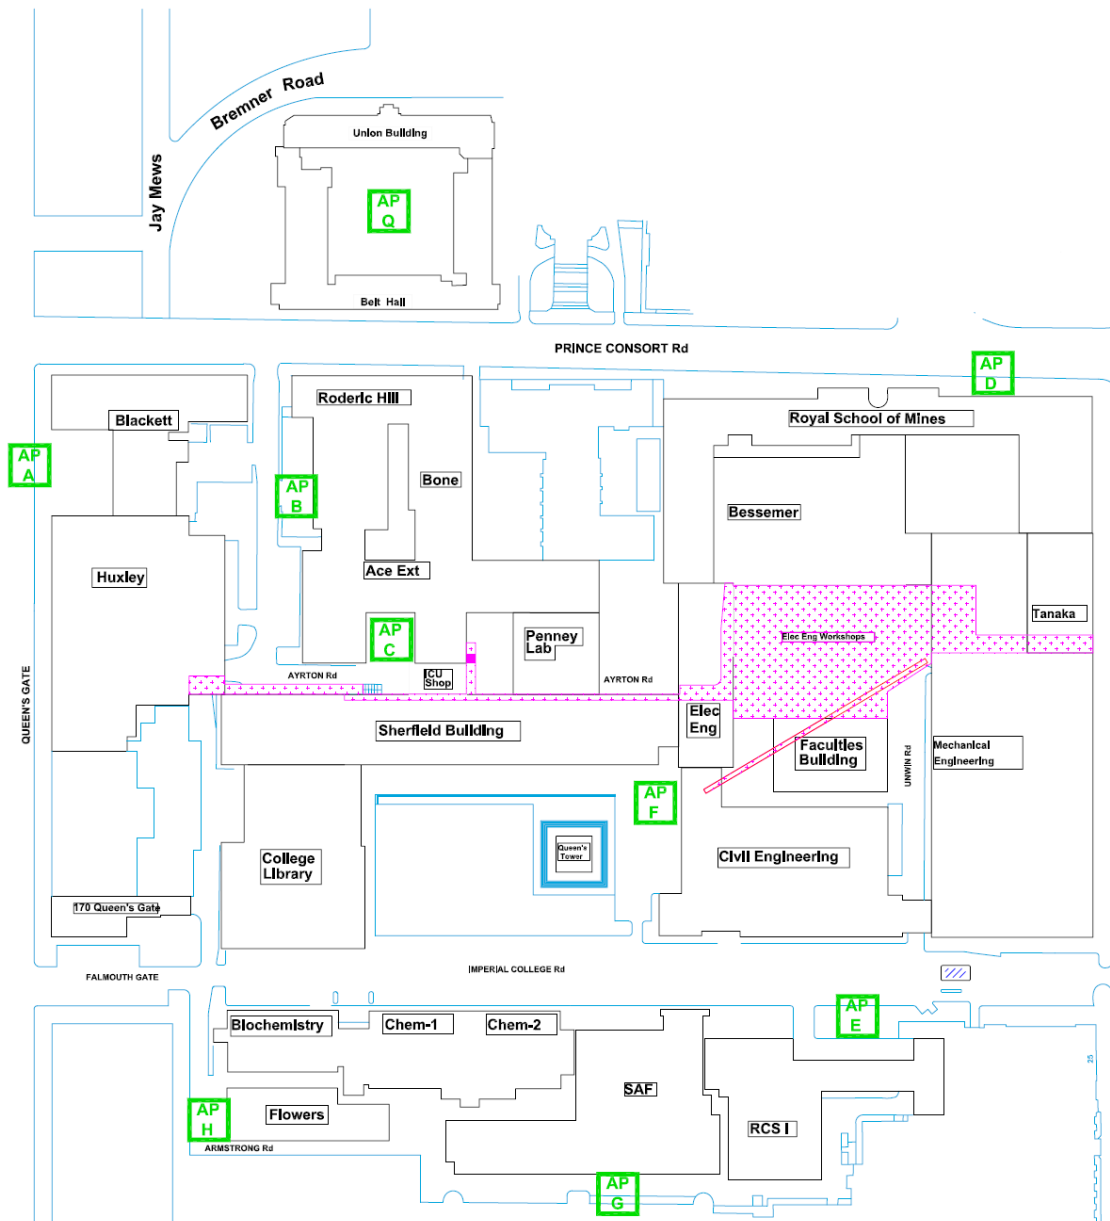 Bremner Road
Jay Mews
Union Building
AP
Q
Belt Hall
PRINCE CONSORT Rd
AP
D
Blackett
Roderic Hill
Royal School of Mines
AP
A
AP
B
Bone
Bessemer
Huxley
Ace Ext
AP
C
Penney
Lab
Elec Eng Workshops
Tanaka
AYRTON Rd
ICU
Shop
AYRTON Rd
QUEEN'S GATE
Sherfield Building
Elec
Eng
Faculties
Building
UNWIN Rd
Mechanical
Engineering
AP
F
College
Library
Queen's
Tower
Civil Engineering
170 Queen's Gate
FALMOUTH GATE
IMPERIAL COLLEGE Rd
Biochemistry
Chem-1
Chem-2
AP
E
25
SAF
AP
H
Flowers
RCS I
ARMSTRONG Rd
AP
G